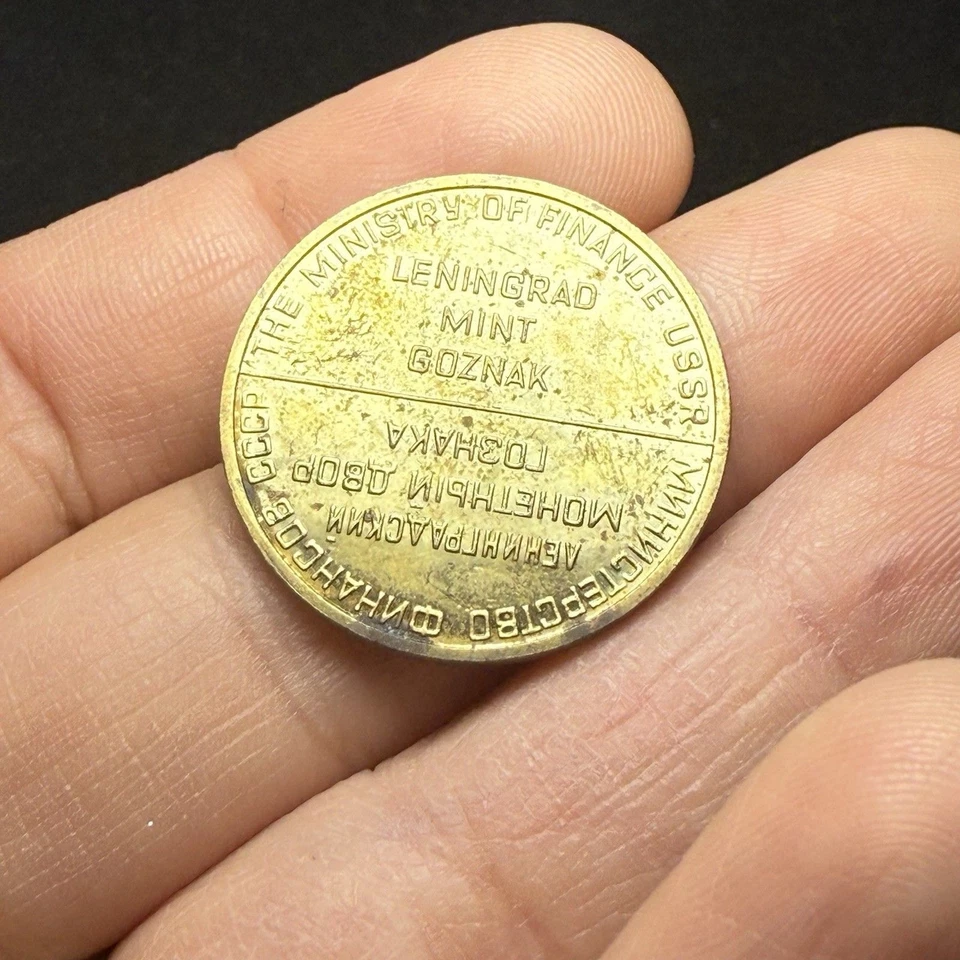 THE MINISTRY OF FINANCE USSR
LENINGRAD
MINT
GOZNAK
МИНИСТЕРСТВО ФИНАНСОВ СССР
ЛЕНИНГРАДСКИЙ
МОНЕТНЫЙ ДВОР
ГОЗНАКА